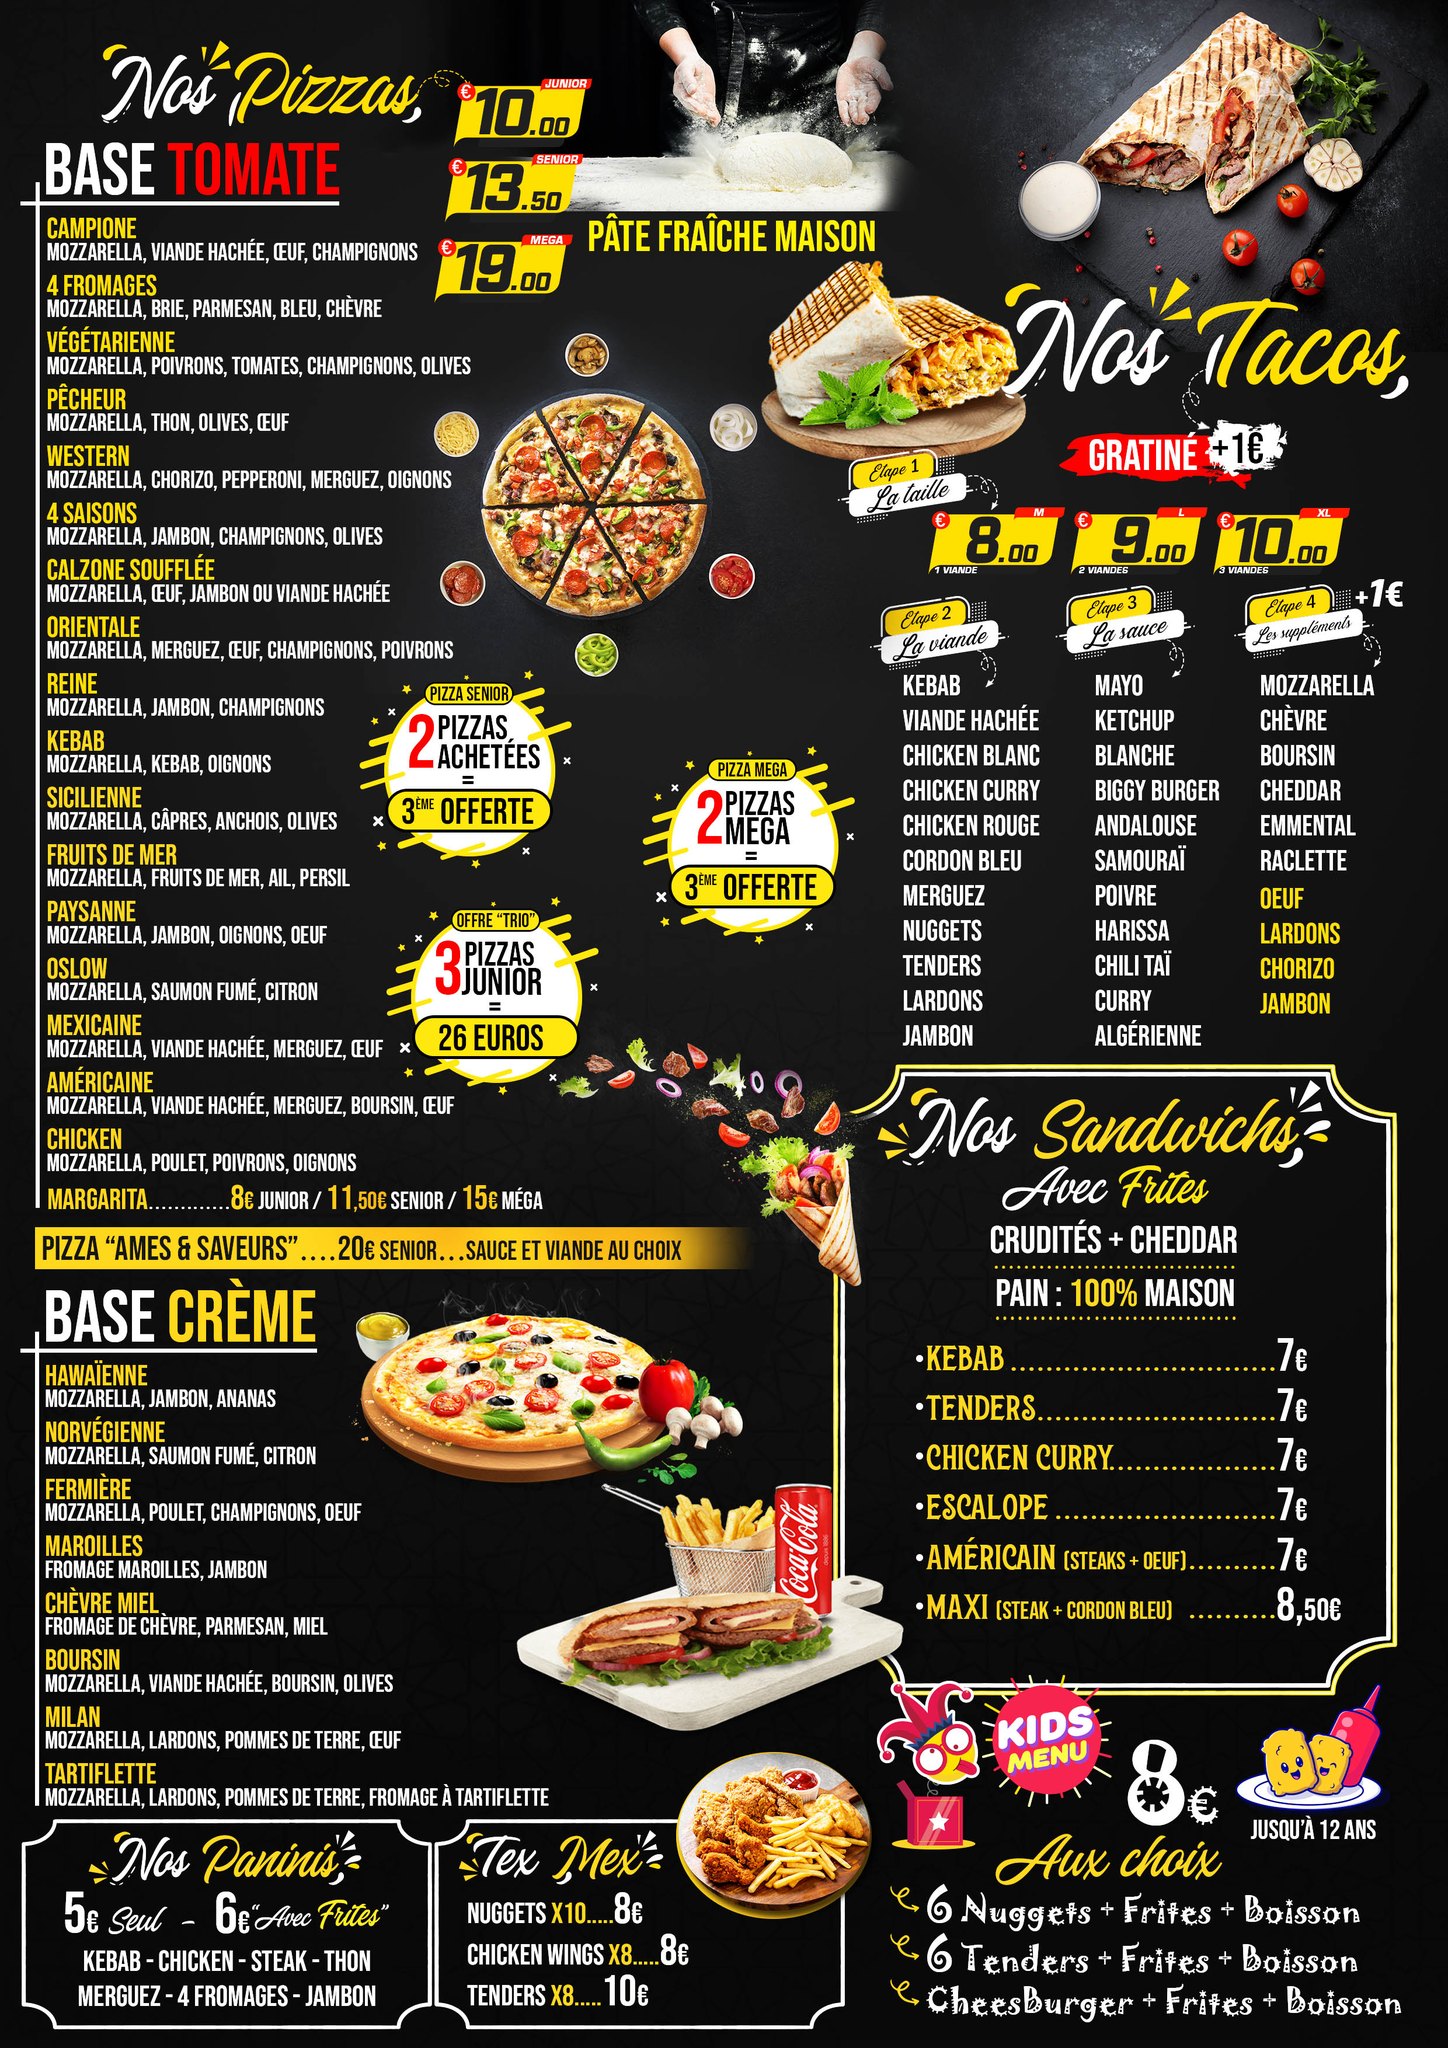 Nos Pizzas
€ 10.00 JUNIOR
€ 13.50 SENIOR
€ 19.00 MEGA
PÂTE FRAÎCHE MAISON
BASE TOMATE
CAMPIONE
MOZZARELLA, VIANDE HACHÉE, ŒUF, CHAMPIGNONS
4 FROMAGES
MOZZARELLA, BRIE, PARMESAN, BLEU, CHÈVRE
VÉGÉTARIENNE
MOZZARELLA, POIVRONS, TOMATES, CHAMPIGNONS, OLIVES
PÊCHEUR
MOZZARELLA, THON, OLIVES, ŒUF
WESTERN
MOZZARELLA, CHORIZO, PEPPERONI, MERGUEZ, OIGNONS
4 SAISONS
MOZZARELLA, JAMBON, CHAMPIGNONS, OLIVES
CALZONE SOUFFLÉE
MOZZARELLA, ŒUF, JAMBON OU VIANDE HACHÉE
ORIENTALE
MOZZARELLA, MERGUEZ, ŒUF, CHAMPIGNONS, POIVRONS
REINE
MOZZARELLA, JAMBON, CHAMPIGNONS
KEBAB
MOZZARELLA, KEBAB, OIGNONS
SICILIENNE
MOZZARELLA, CÂPRES, ANCHOIS, OLIVES
FRUITS DE MER
MOZZARELLA, FRUITS DE MER, AIL, PERSIL
PAYSANNE
MOZZARELLA, JAMBON, OIGNONS, OEUF
OSLOW
MOZZARELLA, SAUMON FUMÉ, CITRON
MEXICAINE
MOZZARELLA, VIANDE HACHÉE, MERGUEZ, ŒUF
AMÉRICAINE
MOZZARELLA, VIANDE HACHÉE, MERGUEZ, BOURSIN, ŒUF
CHICKEN
MOZZARELLA, POULET, POIVRONS, OIGNONS
MARGARITA.............8€ JUNIOR / 11,50€ SENIOR / 15€ MÉGA
PIZZA SENIOR
2 PIZZAS
ACHETÉES
=
3ÈME OFFERTE
PIZZA MEGA
2 PIZZAS
MEGA
=
3ÈME OFFERTE
OFFRE "TRIO"
3 PIZZAS
JUNIOR
=
26 EUROS
PIZZA "AMES & SAVEURS"....20€ SENIOR...SAUCE ET VIANDE AU CHOIX
BASE CRÈME
HAWAÏENNE
MOZZARELLA, JAMBON, ANANAS
NORVÉGIENNE
MOZZARELLA, SAUMON FUMÉ, CITRON
FERMIÈRE
MOZZARELLA, POULET, CHAMPIGNONS, OEUF
MAROILLES
FROMAGE MAROILLES, JAMBON
CHÈVRE MIEL
FROMAGE DE CHÈVRE, PARMESAN, MIEL
BOURSIN
MOZZARELLA, VIANDE HACHÉE, BOURSIN, OLIVES
MILAN
MOZZARELLA, LARDONS, POMMES DE TERRE, ŒUF
TARTIFLETTE
MOZZARELLA, LARDONS, POMMES DE TERRE, FROMAGE À TARTIFLETTE
Coca-Cola
Nos Paninis
5€ Seul - 6€ "Avec Frites"
KEBAB - CHICKEN - STEAK - THON
MERGUEZ - 4 FROMAGES - JAMBON
Tex Mex
NUGGETS X10.....8€
CHICKEN WINGS X8.....8€
TENDERS X8.....10€
Nos Tacos
GRATINÉ +1€
Etape 1
La taille
€ 8.00 M
1 VIANDE
€ 9.00 L
2 VIANDES
€ 10.00 XL
3 VIANDES
Etape 2
La viande
KEBAB
VIANDE HACHÉE
CHICKEN BLANC
CHICKEN CURRY
CHICKEN ROUGE
CORDON BLEU
MERGUEZ
NUGGETS
TENDERS
LARDONS
JAMBON
Etape 3
La sauce
MAYO
KETCHUP
BLANCHE
BIGGY BURGER
ANDALOUSE
SAMOURAÏ
POIVRE
HARISSA
CHILI TAÏ
CURRY
ALGÉRIENNE
Etape 4 +1€
Les suppléments
MOZZARELLA
CHÈVRE
BOURSIN
CHEDDAR
EMMENTAL
RACLETTE
OEUF
LARDONS
CHORIZO
JAMBON
Nos Sandwichs
Avec Frites
CRUDITÉS + CHEDDAR
PAIN : 100% MAISON
•KEBAB...........................7€
•TENDERS........................7€
•CHICKEN CURRY.................7€
•ESCALOPE.......................7€
•AMÉRICAIN (STEAKS + OEUF).........7€
•MAXI (STEAK + CORDON BLEU) .........8,50€
KIDS
MENU
8€
JUSQU'À 12 ANS
Aux choix
6 Nuggets + Frites + Boisson
6 Tenders + Frites + Boisson
CheesBurger + Frites + Boisson